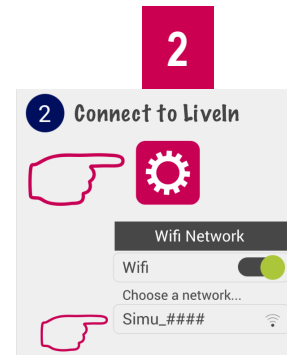 2
2 Connect to LiveIn
Wifi Network
Wifi
Choose a network...
Simu_####